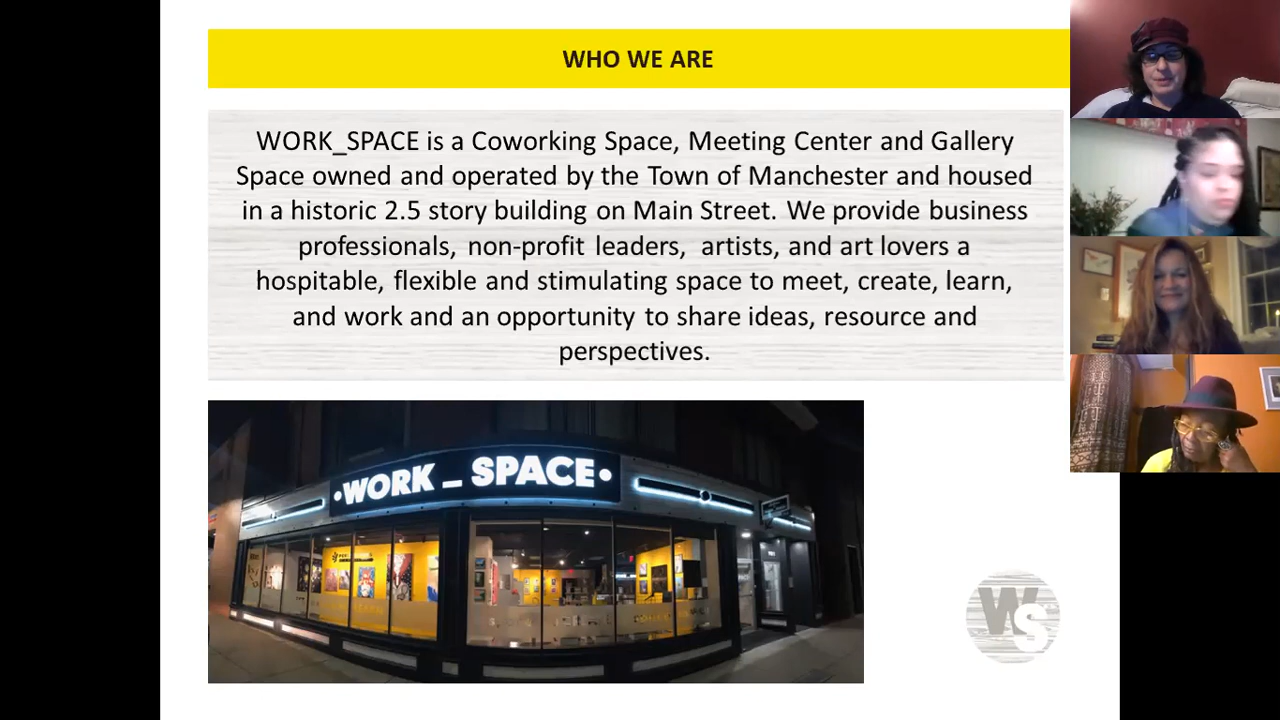 WHO WE ARE
WORK_SPACE is a Coworking Space, Meeting Center and Gallery
Space owned and operated by the Town of Manchester and housed
in a historic 2.5 story building on Main Street. We provide business
professionals, non-profit leaders,  artists, and art lovers a
hospitable, flexible and stimulating space to meet, create, learn,
and work and an opportunity to share ideas, resource and
perspectives.
•WORK _ SPACE•
WS